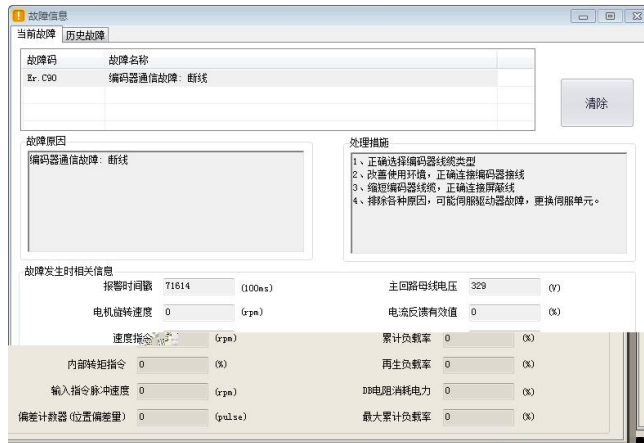 故障信息
当前故障 历史故障
故障码 故障名称
Er.C90 编码器通信故障: 断线
清除
故障原因
编码器通信故障: 断线
处理措施
1、正确选择编码器线缆类型
2、改善使用环境，正确连接编码器接线
3、缩短编码器线缆，正确连接屏蔽线
4、排除各种原因，可能伺服驱动器故障，更换伺服单元。
故障发生时相关信息
报警时间戳 71614 (100ms) 主回路母线电压 329 (V)
电机旋转速度 0 (rpm) 电流反馈有效值 0 (%)
速度指令 (rpm) 累计负载率 0 (%)
内部转矩指令 0 (%) 再生负载率 0 (%)
输入指令脉冲速度 0 (rpm) DB电阻消耗电力 0 (%)
偏差计数器(位置偏差量) 0 (pulse) 最大累计负载率 0 (%)